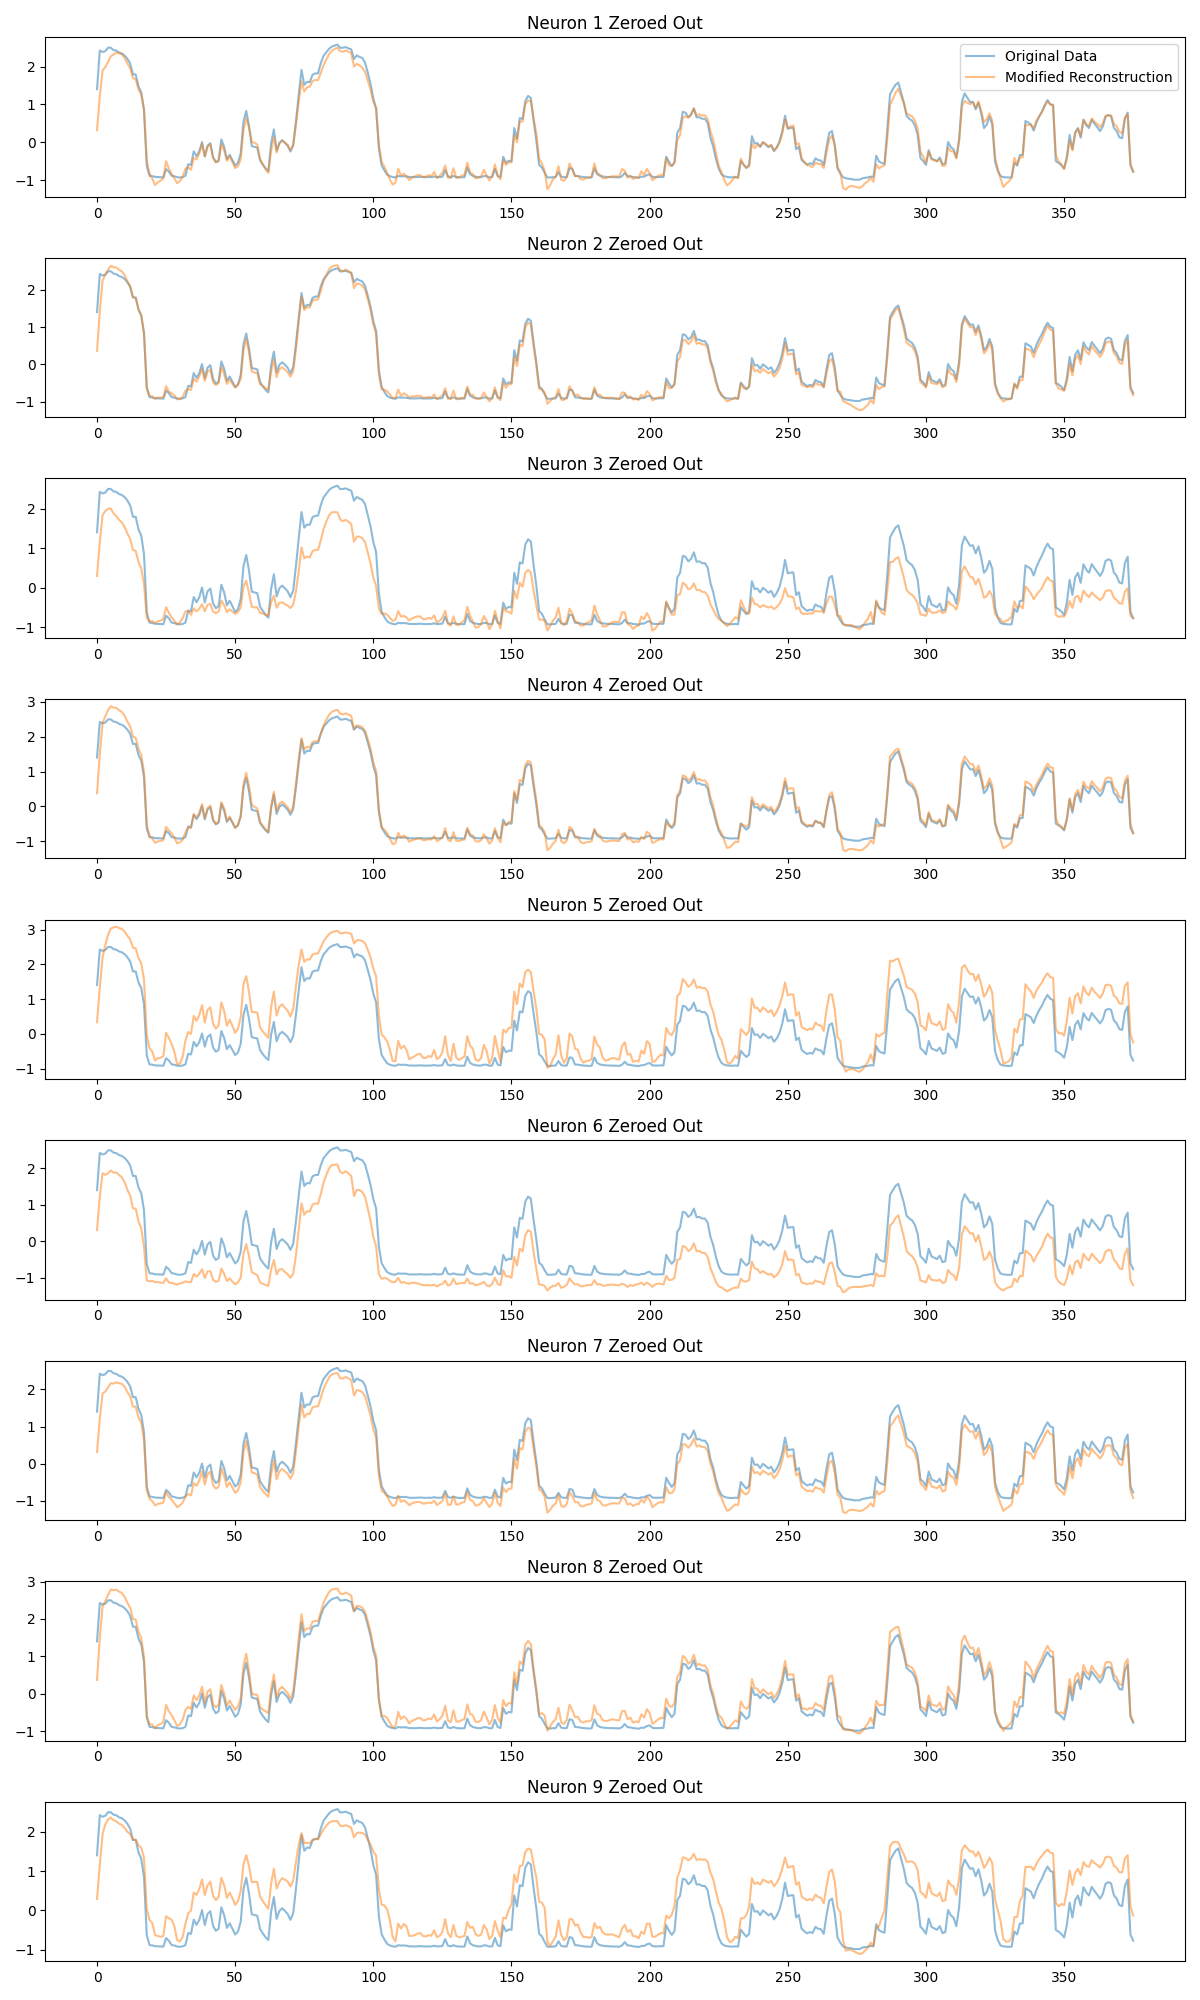 Neuron 1 Zeroed Out
Original Data
Modified Reconstruction
2
1
0
−1
0 50 100 150 200 250 300 350
Neuron 2 Zeroed Out
2
1
0
−1
0 50 100 150 200 250 300 350
Neuron 3 Zeroed Out
2
1
0
−1
0 50 100 150 200 250 300 350
Neuron 4 Zeroed Out
3
2
1
0
−1
0 50 100 150 200 250 300 350
Neuron 5 Zeroed Out
3
2
1
0
−1
0 50 100 150 200 250 300 350
Neuron 6 Zeroed Out
2
1
0
−1
0 50 100 150 200 250 300 350
Neuron 7 Zeroed Out
2
1
0
−1
0 50 100 150 200 250 300 350
Neuron 8 Zeroed Out
3
2
1
0
−1
0 50 100 150 200 250 300 350
Neuron 9 Zeroed Out
2
1
0
−1
0 50 100 150 200 250 300 350